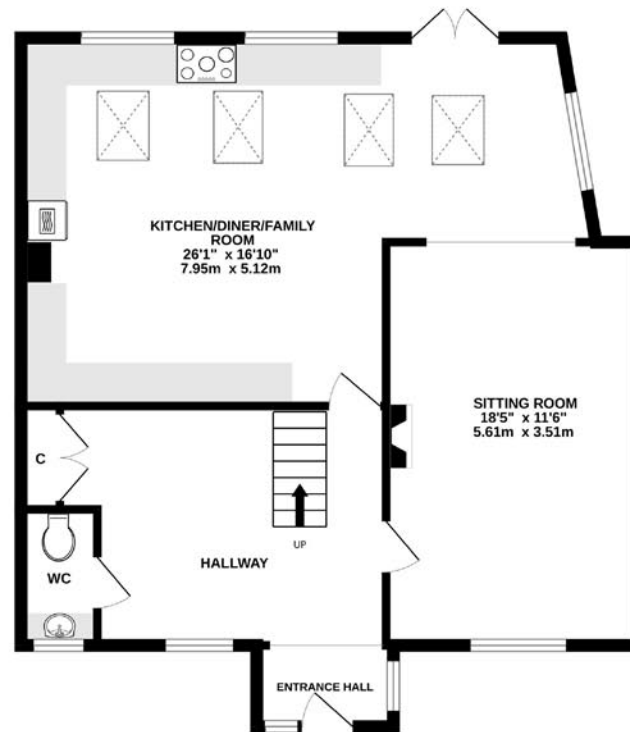 KITCHEN/DINER/FAMILY
ROOM
26'1" x 16'10"
7.95m x 5.12m
SITTING ROOM
18'5" x 11'6"
5.61m x 3.51m
C
UP
HALLWAY
WC
ENTRANCE HALL